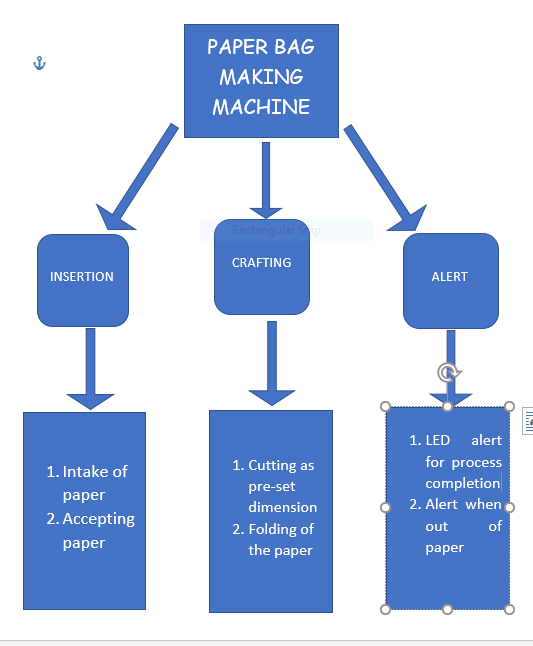 PAPER BAG
MAKING
MACHINE
Rectangular Snip
INSERTION
CRAFTING
ALERT
1. Intake of
paper
2. Accepting
paper
1. Cutting as
pre-set
dimension
2. Folding of
the paper
1. LED alert
for process
completion
2. Alert when
out of
paper